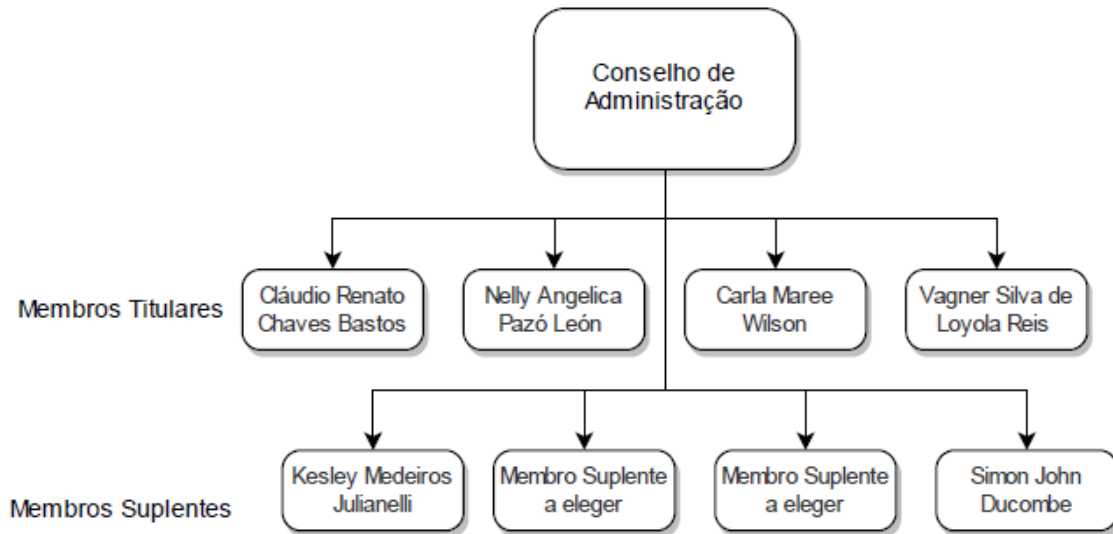 Conselho de
Administração
Membros Titulares
Cláudio Renato
Chaves Bastos
Nelly Angelica
Pazó León
Carla Maree
Wilson
Vagner Silva de
Loyola Reis
Membros Suplentes
Kesley Medeiros
Julianelli
Membro Suplente
a eleger
Membro Suplente
a eleger
Simon John
Ducombe